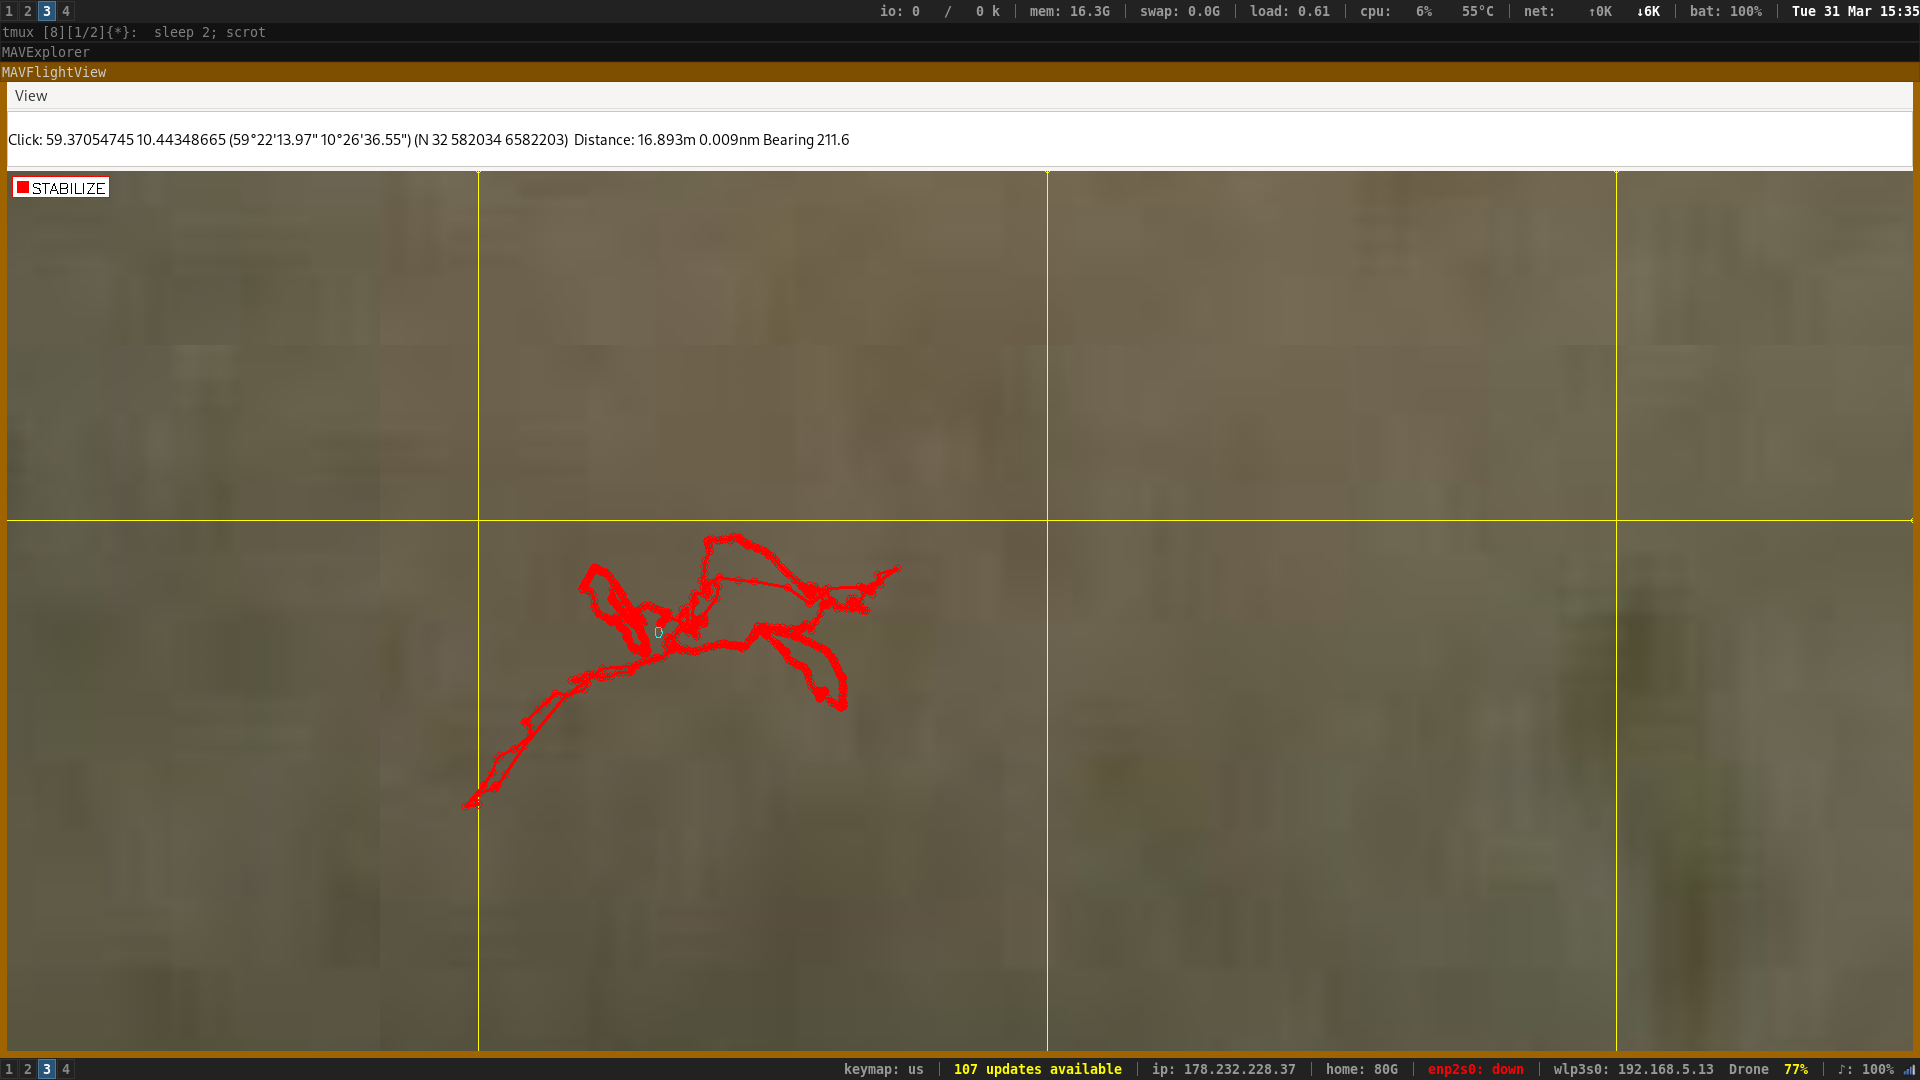 1 2 3 4 io: 0 / 0 k | mem: 16.3G | swap: 0.0G | load: 0.61 | cpu: 6% 55°C | net: ↑0K ↓6K | bat: 100% | Tue 31 Mar 15:35
tmux [8][1/2]{*}: sleep 2; scrot
MAVExplorer
MAVFlightView
View
Click: 59.37054745 10.44348665 (59°22'13.97" 10°26'36.55") (N 32 582034 6582203) Distance: 16.893m 0.009nm Bearing 211.6
STABILIZE
0
1 2 3 4 keymap: us | 107 updates available | ip: 178.232.228.37 | home: 80G | enp2s0: down | wlp3s0: 192.168.5.13 Drone 77% | ♪: 100%